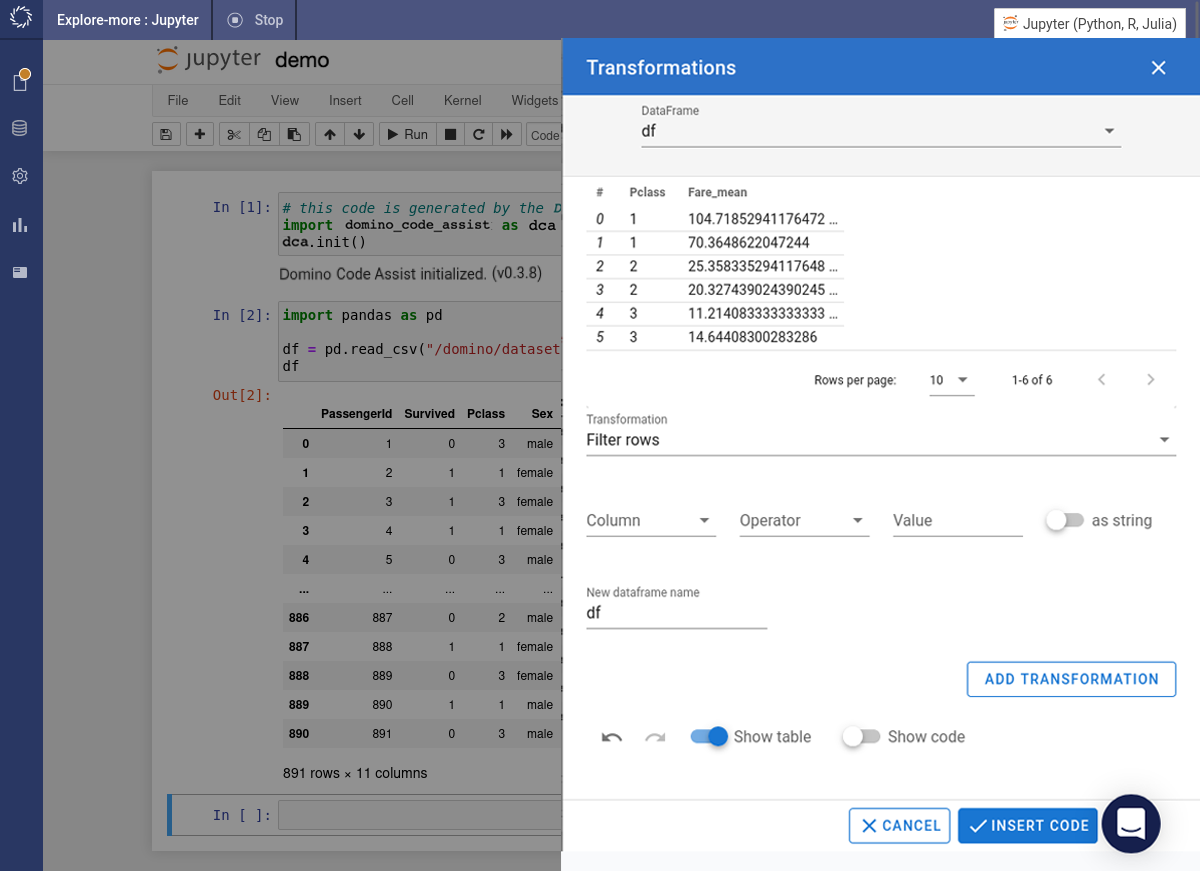 Explore-more : Jupyter
Stop
Jupyter (Python, R, Julia)
jupyter demo
File Edit View Insert Cell Kernel Widgets
Run
Code
In [1]:
# this code is generated by the D
import domino_code_assist as dca
dca.init()
Domino Code Assist initialized. (v0.3.8)
In [2]:
import pandas as pd
df = pd.read_csv("/domino/dataset
df
Out[2]:
PassengerId Survived Pclass Sex
0 1 0 3 male
1 2 1 1 female
2 3 1 3 female
3 4 1 1 female
4 5 0 3 male
... ... ... ... ...
886 887 0 2 male
887 888 1 1 female
888 889 0 3 female
889 890 1 1 male
890 891 0 3 male
891 rows × 11 columns
In [ ]:
Transformations
DataFrame
df
# Pclass Fare_mean
0 1 104.71852941176472 ...
1 1 70.3648622047244
2 2 25.358335294117648 ...
3 2 20.327439024390245 ...
4 3 11.214083333333333 ...
5 3 14.64408300283286
Rows per page: 10 1-6 of 6
Transformation
Filter rows
Column Operator Value as string
New dataframe name
df
ADD TRANSFORMATION
Show table Show code
CANCEL INSERT CODE